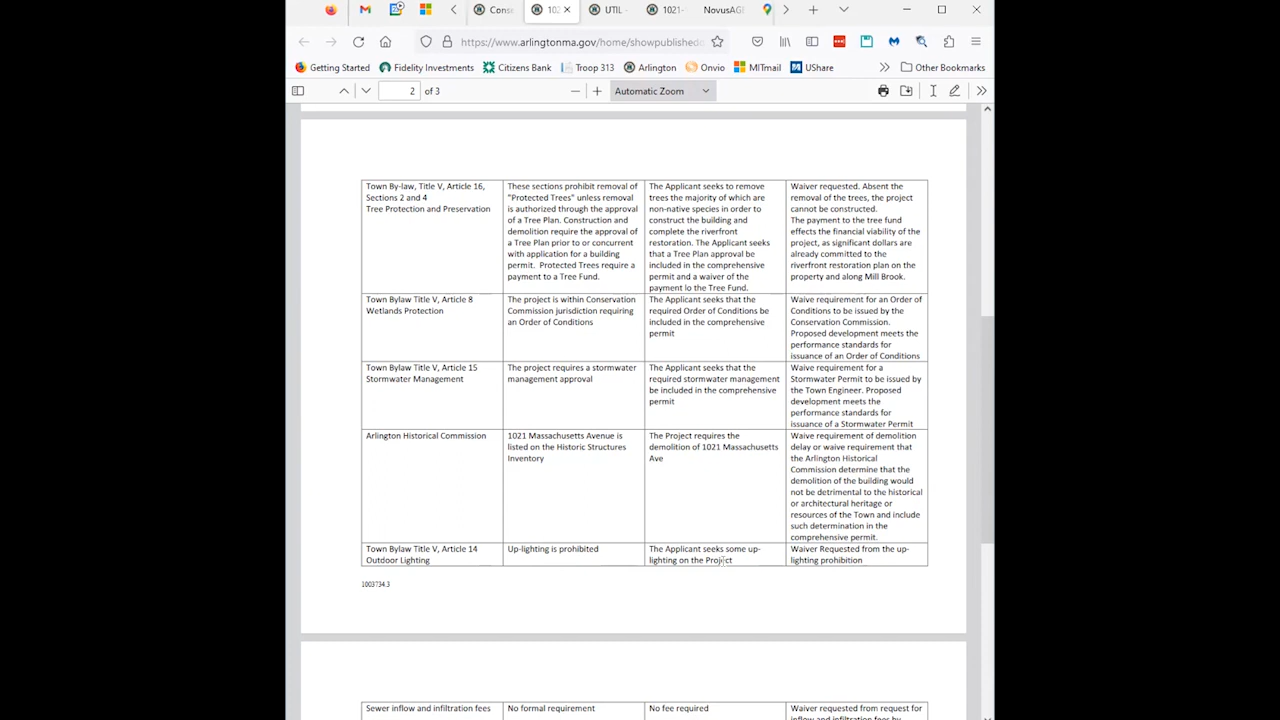 Cons
102
UTIL
1021-
NovusAGE
https://www.arlingtonma.gov/home/showpublished
Getting Started
Fidelity Investments
Citizens Bank
Troop 313
Arlington
Onvio
MITmail
UShare
Other Bookmarks
2 of 3
Automatic Zoom
Town By-law, Title V, Article 16,
Sections 2 and 4
Tree Protection and Preservation
These sections prohibit removal of
"Protected Trees" unless removal
is authorized through the approval
of a Tree Plan. Construction and
demolition require the approval of
a Tree Plan prior to or concurrent
with application for a building
permit. Protected Trees require a
payment to a Tree Fund.
The Applicant seeks to remove
trees the majority of which are
non-native species in order to
construct the building and
complete the riverfront
restoration. The Applicant seeks
that a Tree Plan approval be
included in the comprehensive
permit and a waiver of the
payment to the Tree Fund.
Waiver requested. Absent the
removal of the trees, the project
cannot be constructed.
The payment to the tree fund
effects the financial viability of the
project, as significant dollars are
already committed to the
riverfront restoration plan on the
property and along Mill Brook.
Town Bylaw Title V, Article 8
Wetlands Protection
The project is within Conservation
Commission jurisdiction requiring
an Order of Conditions
The Applicant seeks that the
required Order of Conditions be
included in the comprehensive
permit
Waive requirement for an Order of
Conditions to be issued by the
Conservation Commission.
Proposed development meets the
performance standards for
issuance of an Order of Conditions
Town Bylaw Title V, Article 15
Stormwater Management
The project requires a stormwater
management approval
The Applicant seeks that the
required stormwater management
be included in the comprehensive
permit
Waive requirement for a
Stormwater Permit to be issued by
the Town Engineer. Proposed
development meets the
performance standards for
issuance of a Stormwater Permit
Arlington Historical Commission
1021 Massachusetts Avenue is
listed on the Historic Structures
Inventory
The Project requires the
demolition of 1021 Massachusetts
Ave
Waive requirement of demolition
delay or waive requirement that
the Arlington Historical
Commission determine that the
demolition of the building would
not be detrimental to the historical
or architectural heritage or
resources of the Town and include
such determination in the
comprehensive permit.
Town Bylaw Title V, Article 14
Outdoor Lighting
Up-lighting is prohibited
The Applicant seeks some up-
lighting on the Project
Waiver Requested from the up-
lighting prohibition
1003734.3
Sewer inflow and infiltration fees
No formal requirement
No fee required
Waiver requested from request for
inflow and infiltration fees by